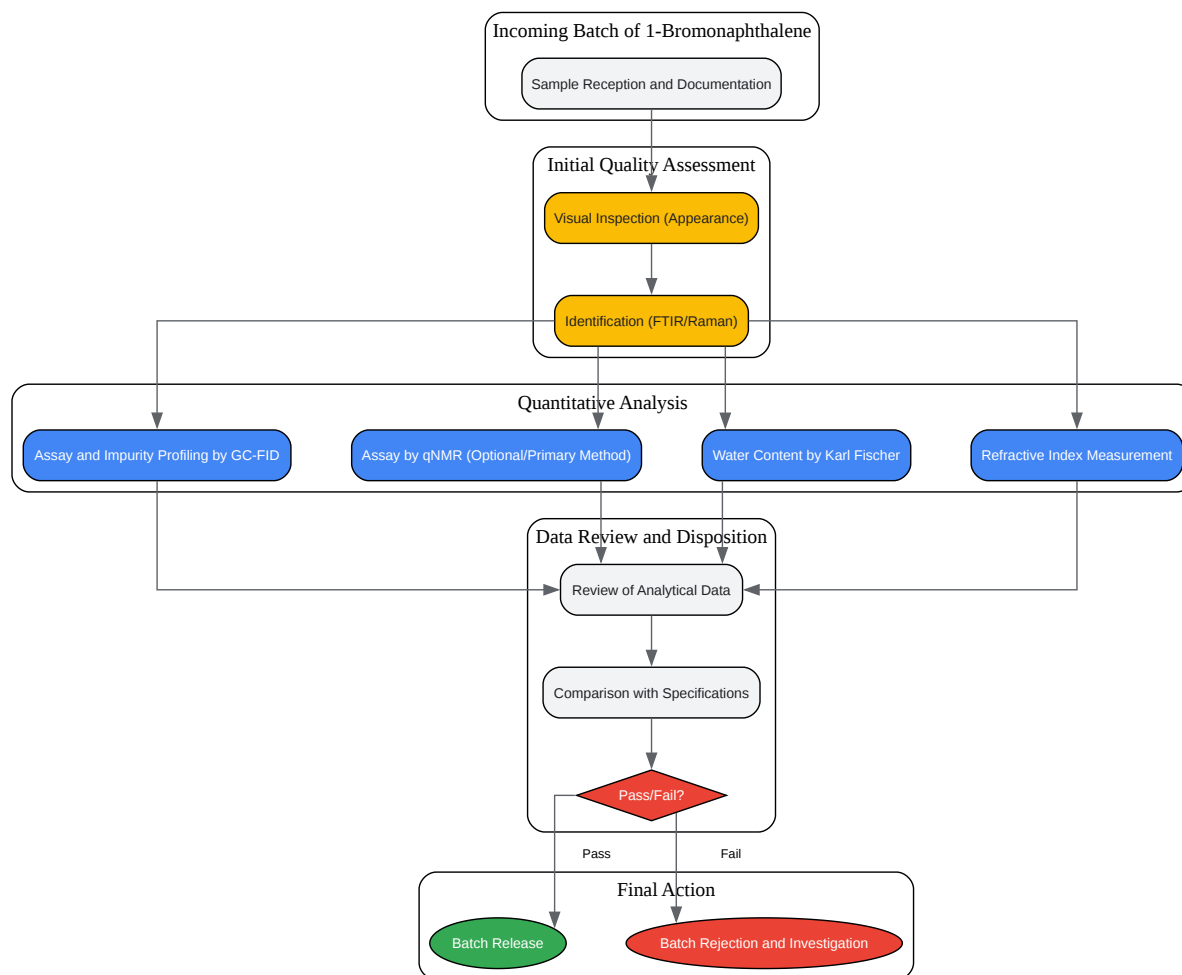 Incoming Batch of 1-Bromonaphthalene
Sample Reception and Documentation
Initial Quality Assessment
Visual Inspection (Appearance)
Identification (FTIR/Raman)
Quantitative Analysis
Assay and Impurity Profiling by GC-FID
Assay by qNMR (Optional/Primary Method)
Water Content by Karl Fischer
Refractive Index Measurement
Data Review and Disposition
Review of Analytical Data
Comparison with Specifications
Pass/Fail?
Pass
Fail
Final Action
Batch Release
Batch Rejection and Investigation